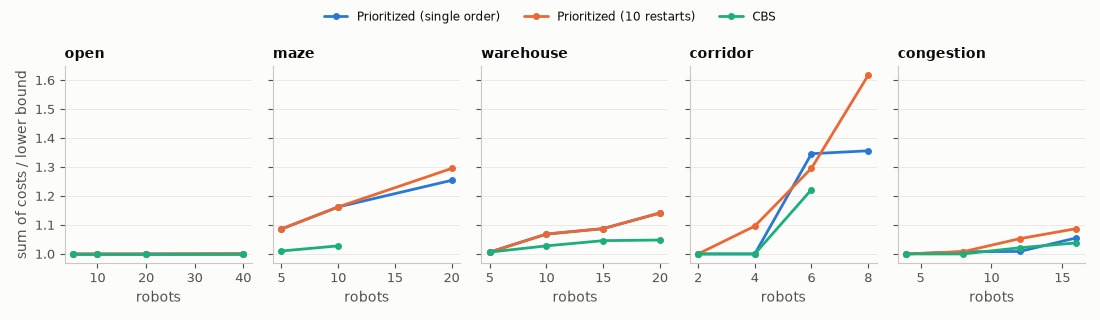 Prioritized (single order) Prioritized (10 restarts) CBS
open maze warehouse corridor congestion
sum of costs / lower bound
1.6
1.5
1.4
1.3
1.2
1.1
1.0
10 20 30 40 5 10 15 20 5 10 15 20 2 4 6 8 5 10 15
robots robots robots robots robots